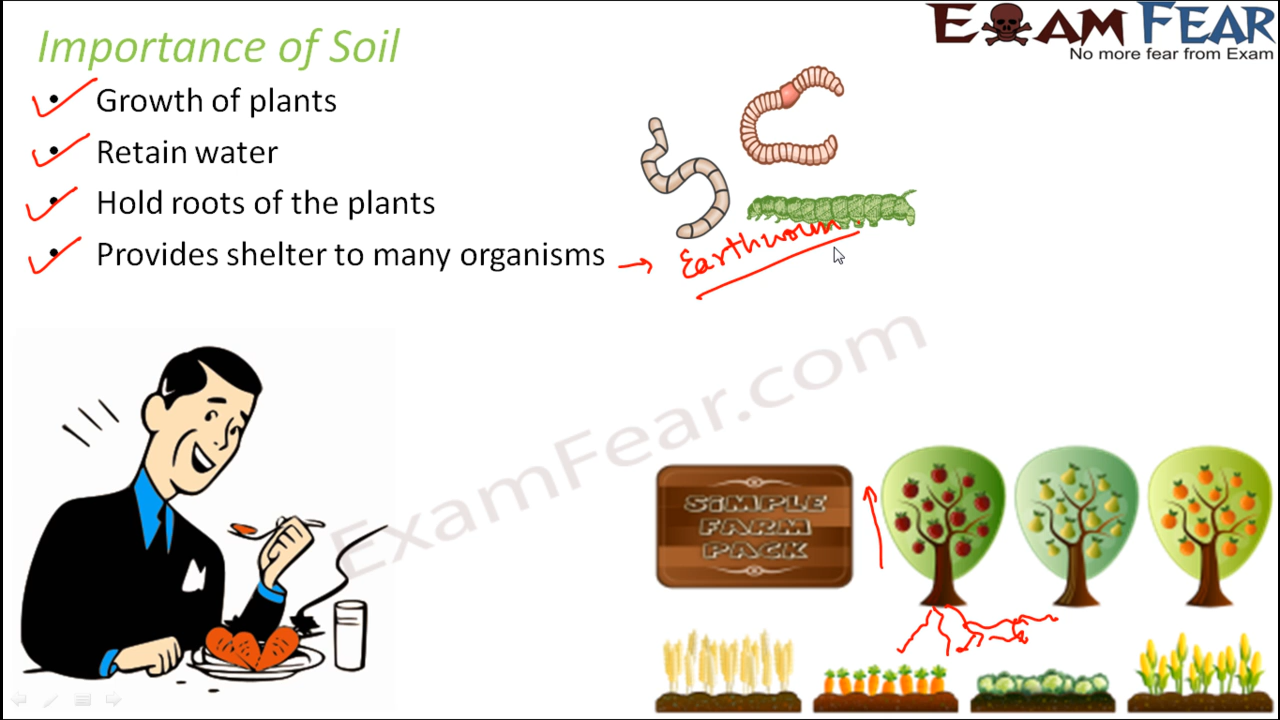 Importance of Soil
EXAM FEAR
No more fear from Exam
• Growth of plants
• Retain water
• Hold roots of the plants
• Provides shelter to many organisms → Earthworm
ExamFear.com
SIMPLE
FARM
PACK